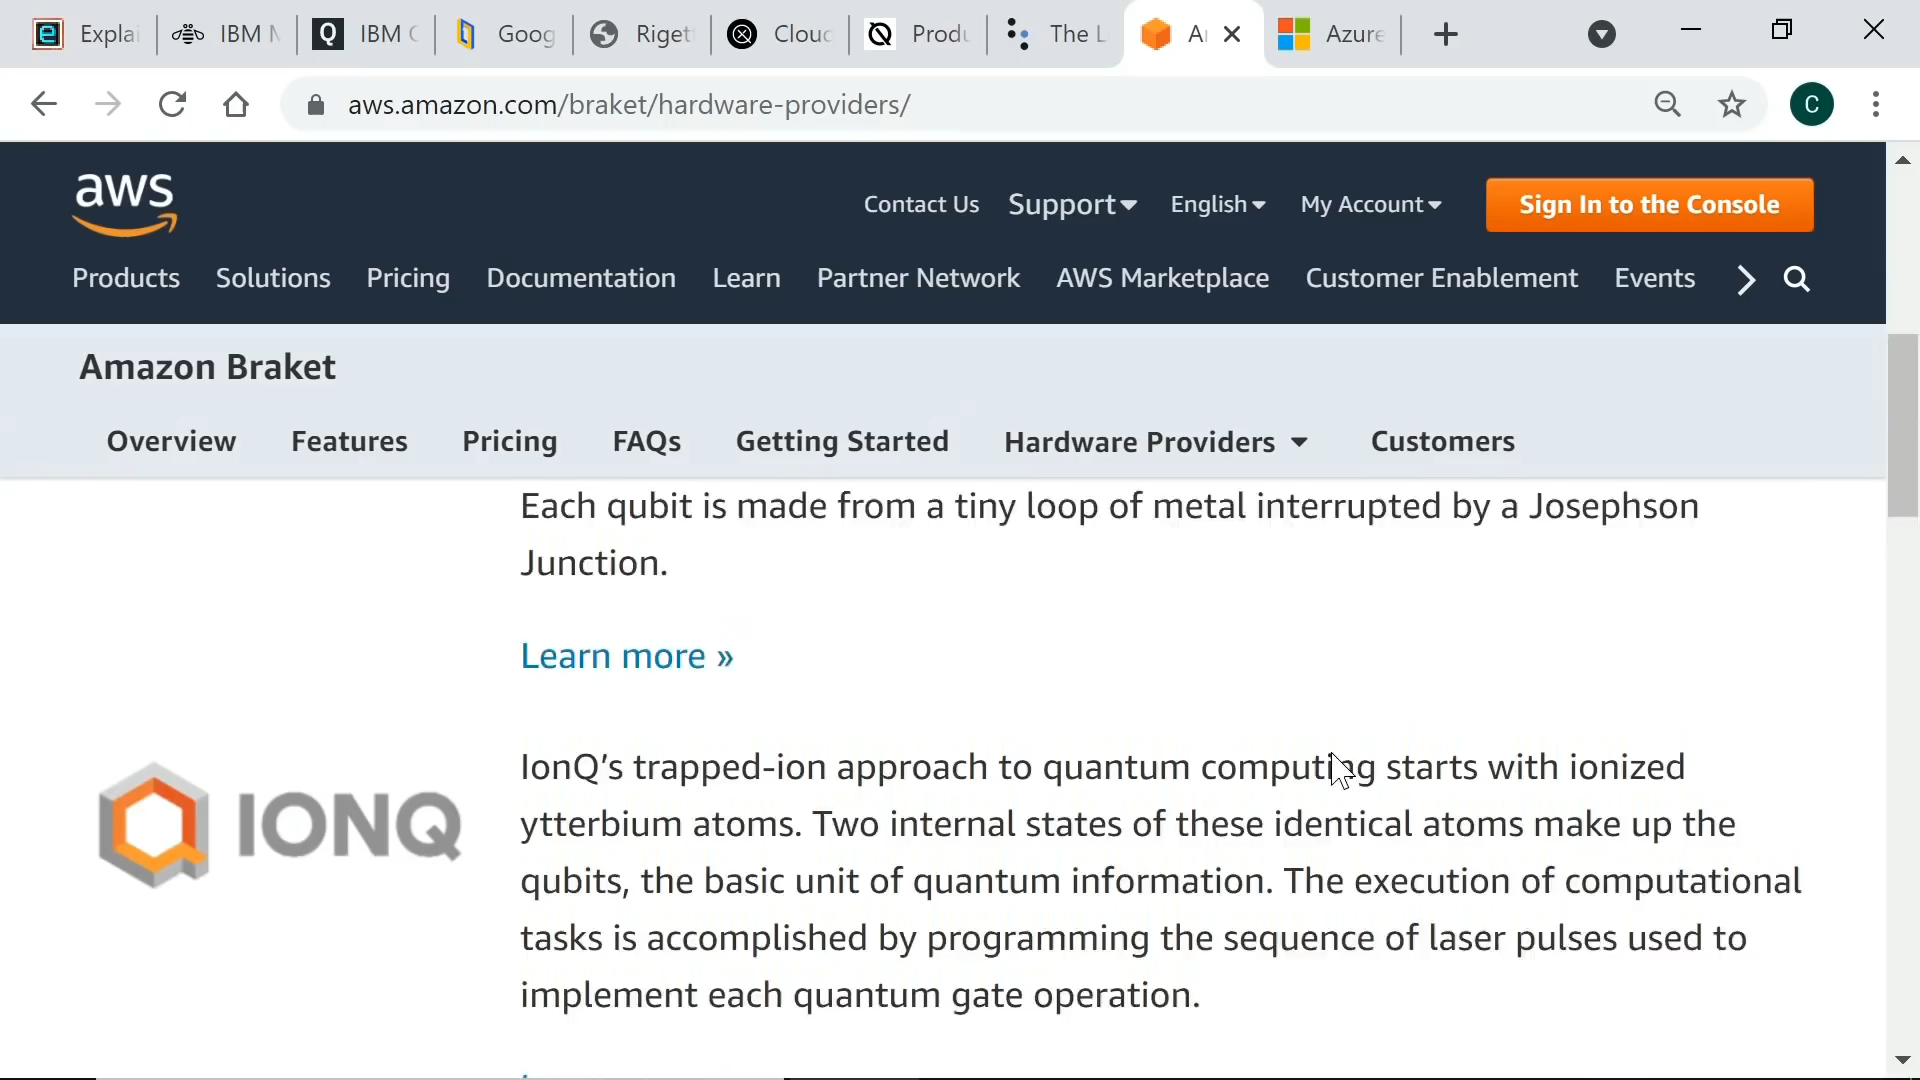 Explai
IBM
IBM
Goog
Riget
Cloud
Produ
The L
A
Azure
aws.amazon.com/braket/hardware-providers/
C
aws
Contact Us
Support
English
My Account
Sign In to the Console
Products
Solutions
Pricing
Documentation
Learn
Partner Network
AWS Marketplace
Customer Enablement
Events
Amazon Braket
Overview
Features
Pricing
FAQs
Getting Started
Hardware Providers
Customers
Each qubit is made from a tiny loop of metal interrupted by a Josephson
Junction.
Learn more »
IONQ
IonQ’s trapped-ion approach to quantum computing starts with ionized
ytterbium atoms. Two internal states of these identical atoms make up the
qubits, the basic unit of quantum information. The execution of computational
tasks is accomplished by programming the sequence of laser pulses used to
implement each quantum gate operation.